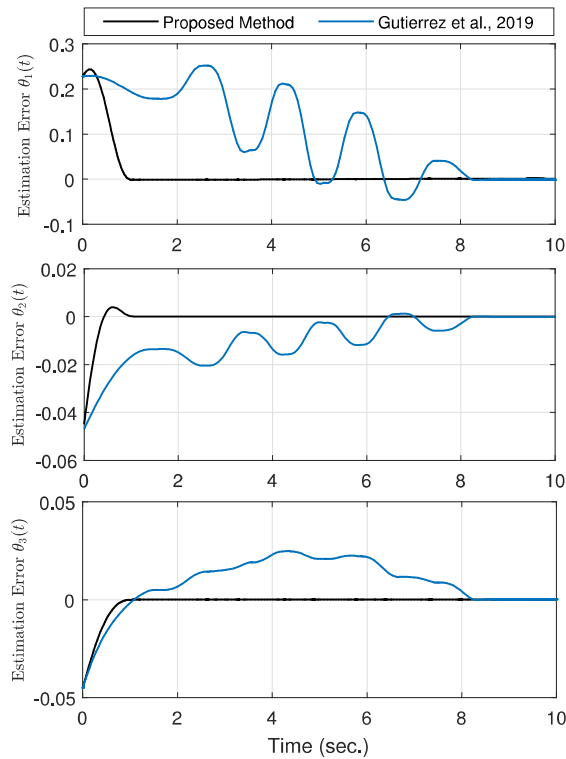 Proposed Method Gutierrez et al., 2019
Estimation Error θ₁(t)
0.3
0.2
0.1
0
-0.1
0 2 4 6 8 10
Estimation Error θ₂(t)
0.02
0
-0.02
-0.04
-0.06
0 2 4 6 8 10
Estimation Error θ₃(t)
0.05
0
-0.05
0 2 4 6 8 10
Time (sec.)